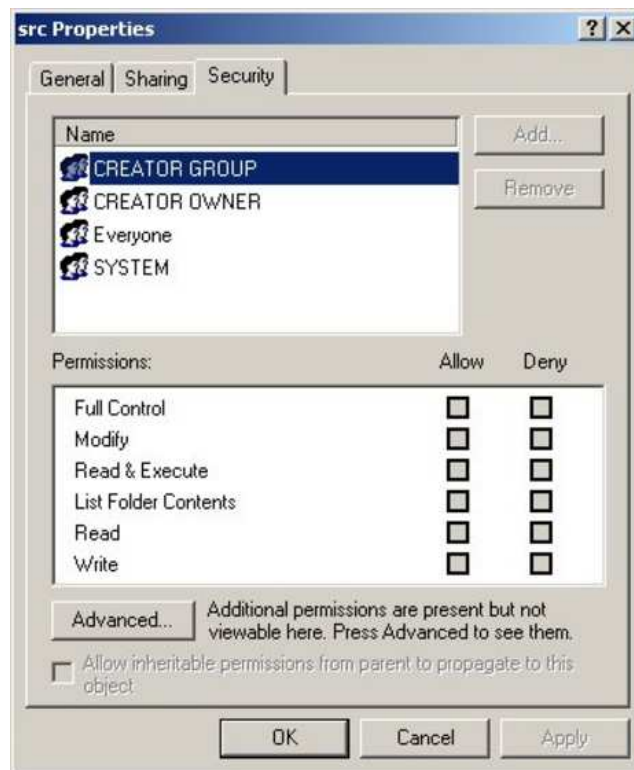 src Properties
General Sharing Security
Name
Add...
CREATOR GROUP
Remove
CREATOR OWNER
Everyone
SYSTEM
Permissions: Allow Deny
Full Control
Modify
Read & Execute
List Folder Contents
Read
Write
Advanced... Additional permissions are present but not
viewable here. Press Advanced to see them.
Allow inheritable permissions from parent to propagate to this
object
OK Cancel Apply